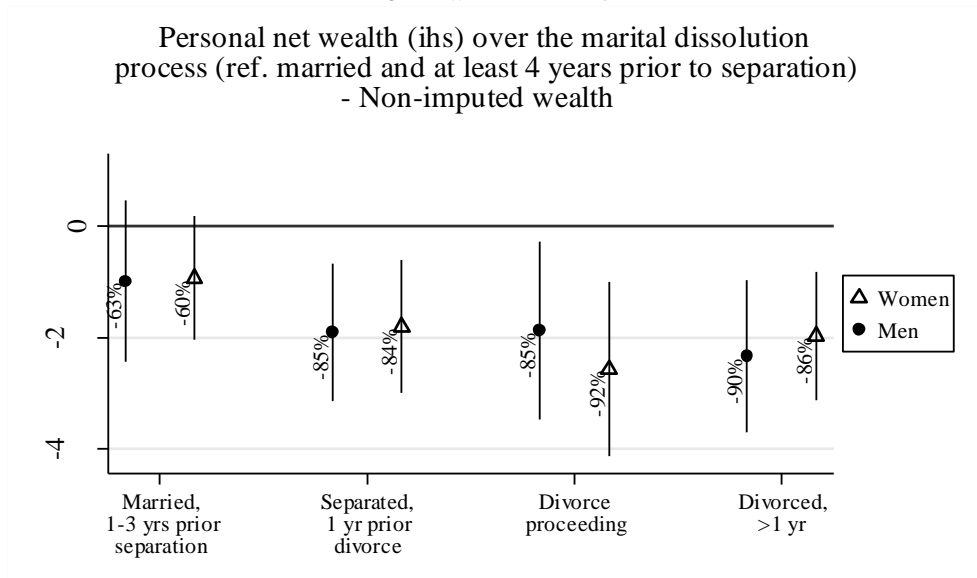 Personal net wealth (ihs) over the marital dissolution
process (ref. married and at least 4 years prior to separation)
- Non-imputed wealth
0
-2
-4
-63%
-60%
-85%
-84%
-85%
-92%
-90%
-86%
Women
Men
Married,
1-3 yrs prior
separation
Separated,
1 yr prior
divorce
Divorce
proceeding
Divorced,
>1 yr